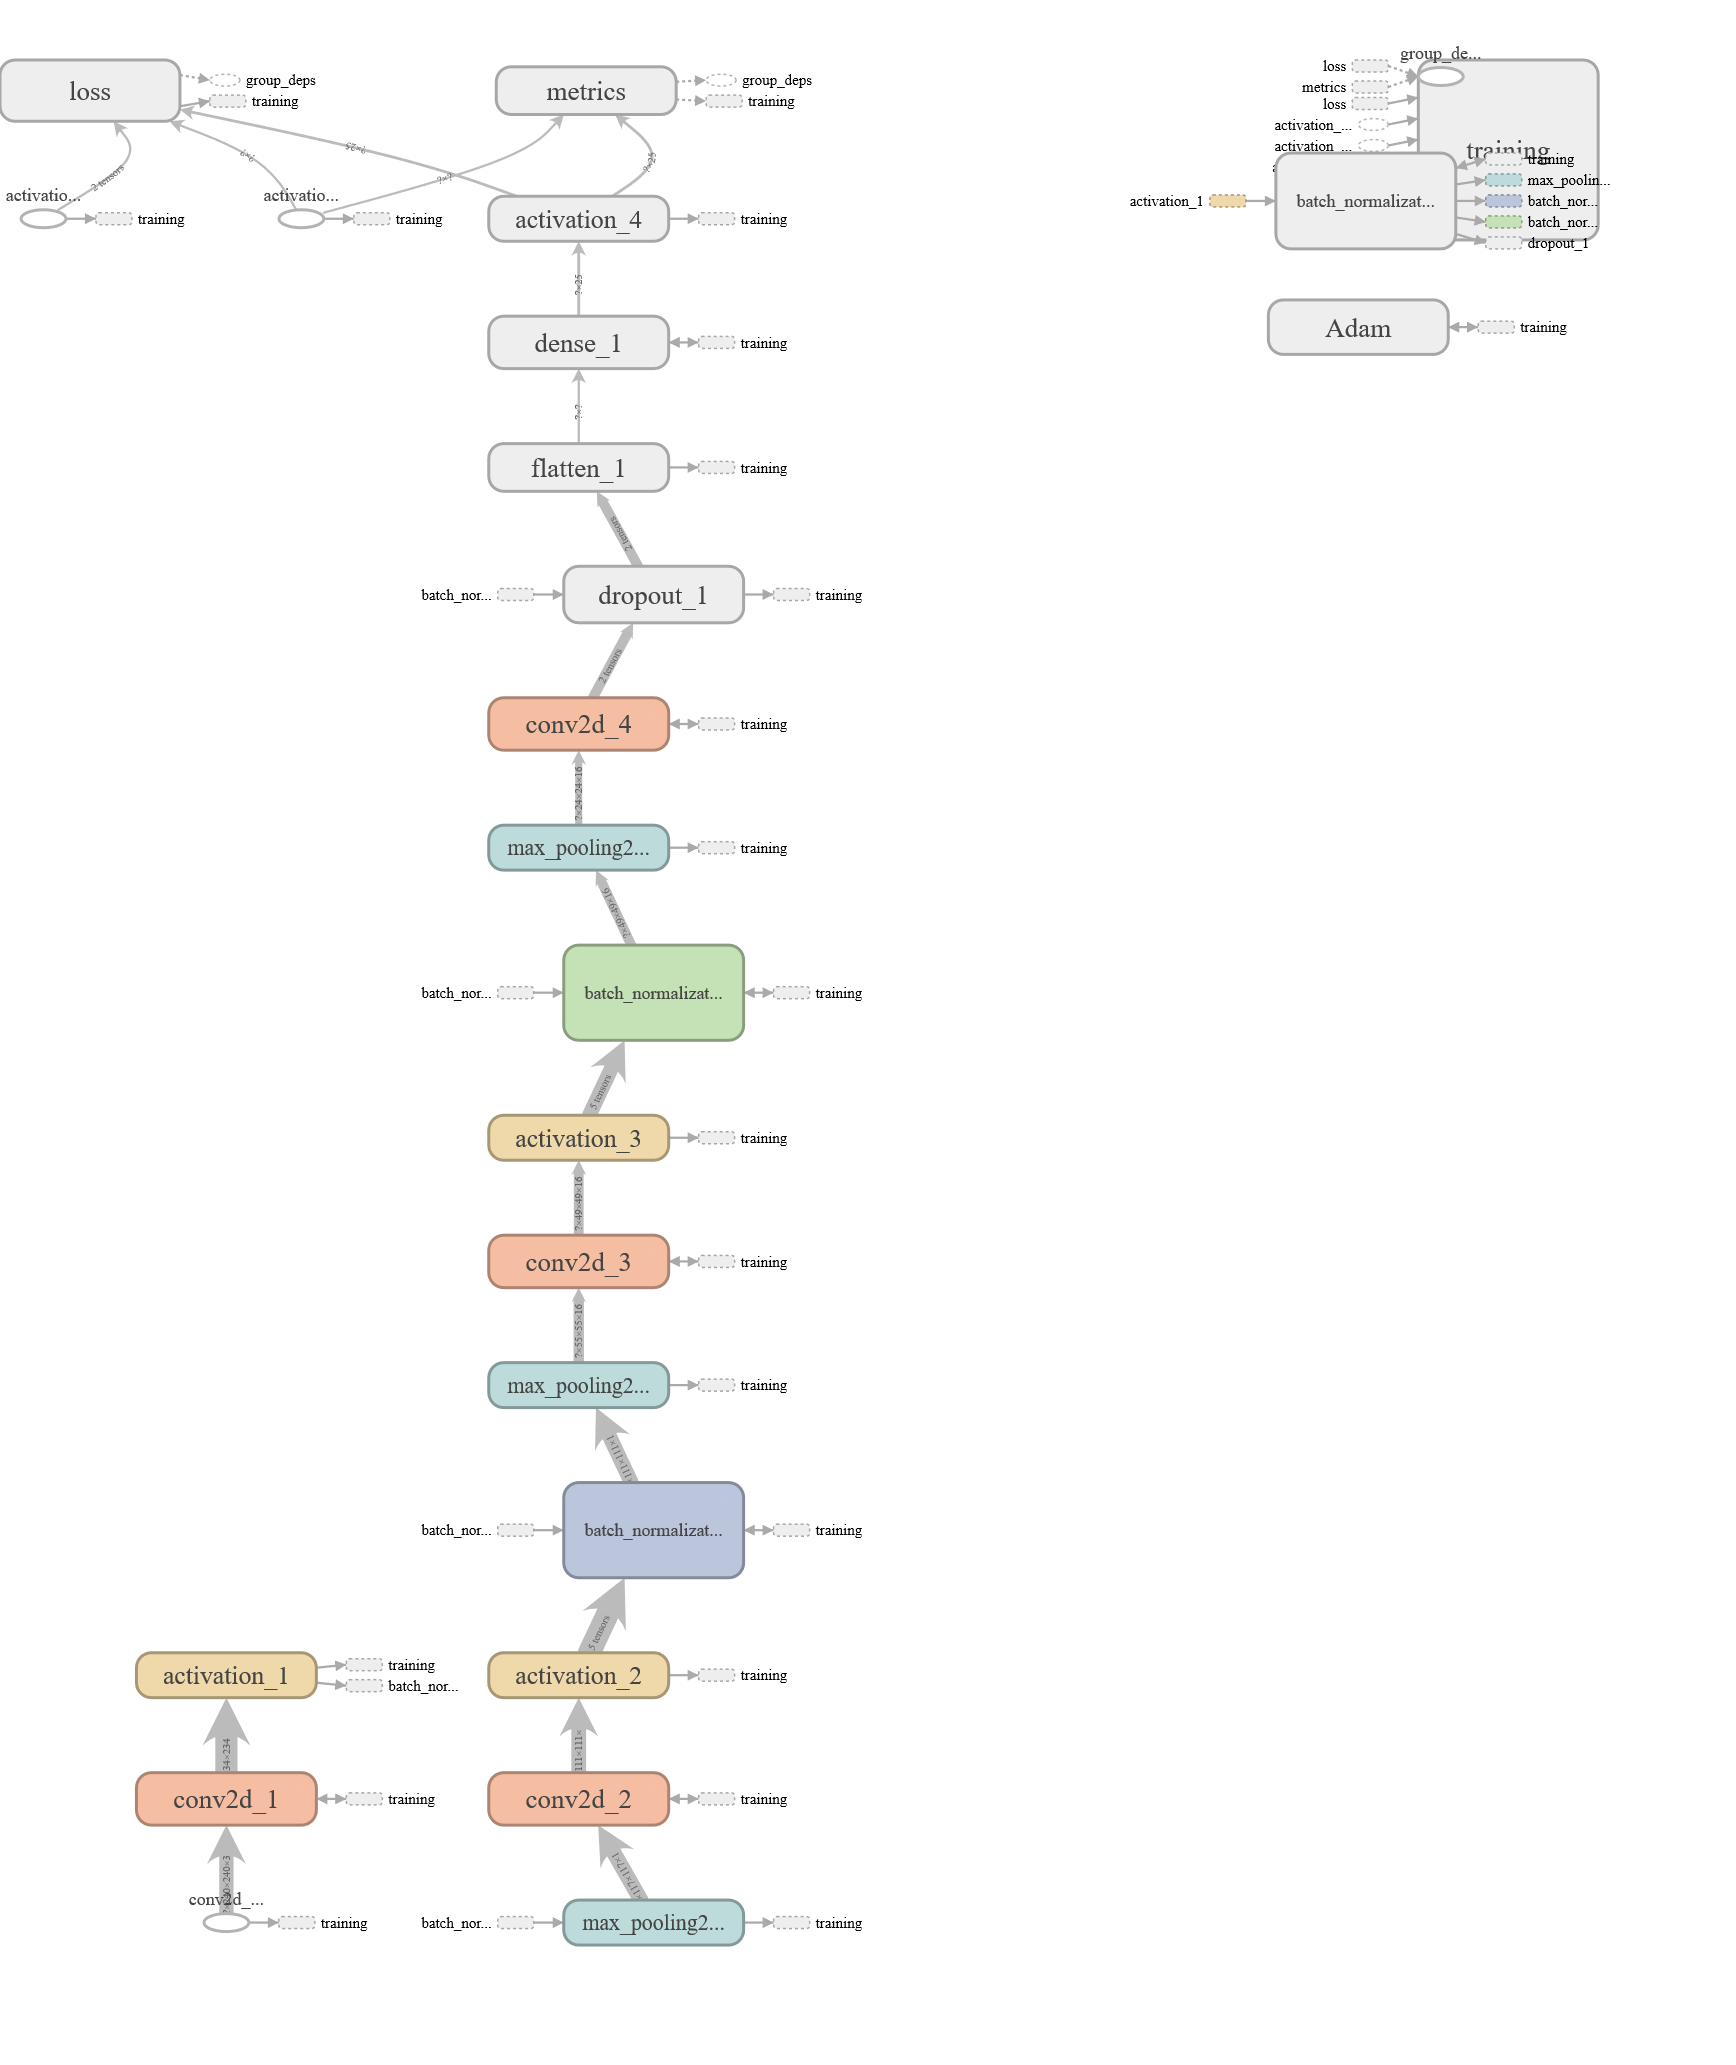 loss
group_deps
training
metrics
group_deps
training
group_de...
loss
metrics
loss
activation_...
activation_...
training
training
max_poolin...
batch_nor...
batch_nor...
dropout_1
activation_1
batch_normalizat...
Adam
training
?×25
?×?
?×?
?×25
2 tensors
activatio...
training
activatio...
training
activation_4
training
?×25
dense_1
training
?×?
flatten_1
training
2 tensors
batch_nor...
dropout_1
training
2 tensors
conv2d_4
training
?×24×24×16
max_pooling2...
training
?×49×49×16
batch_nor...
batch_normalizat...
training
5 tensors
activation_3
training
?×49×49×16
conv2d_3
training
?×55×55×16
max_pooling2...
training
×111×111×1
batch_nor...
batch_normalizat...
training
5 tensors
activation_1
training
batch_nor...
activation_2
training
34×234
111×111×
conv2d_1
training
conv2d_2
training
×240×3
×117×117×1
conv2d_...
training
batch_nor...
max_pooling2...
training